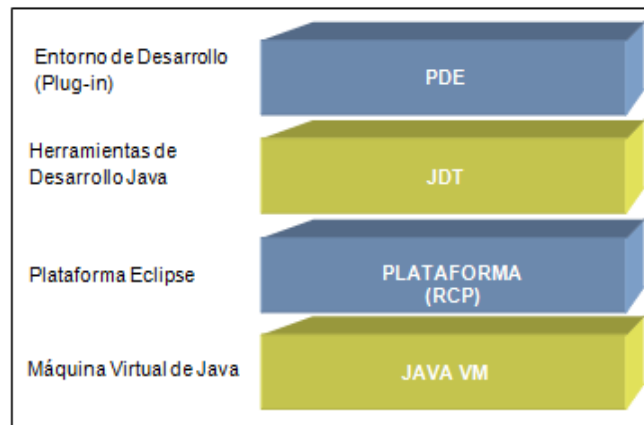 Entorno de Desarrollo
(Plug-in)
PDE
Herramientas de
Desarrollo Java
JDT
Plataforma Eclipse
PLATAFORMA
(RCP)
Máquina Virtual de Java
JAVA VM